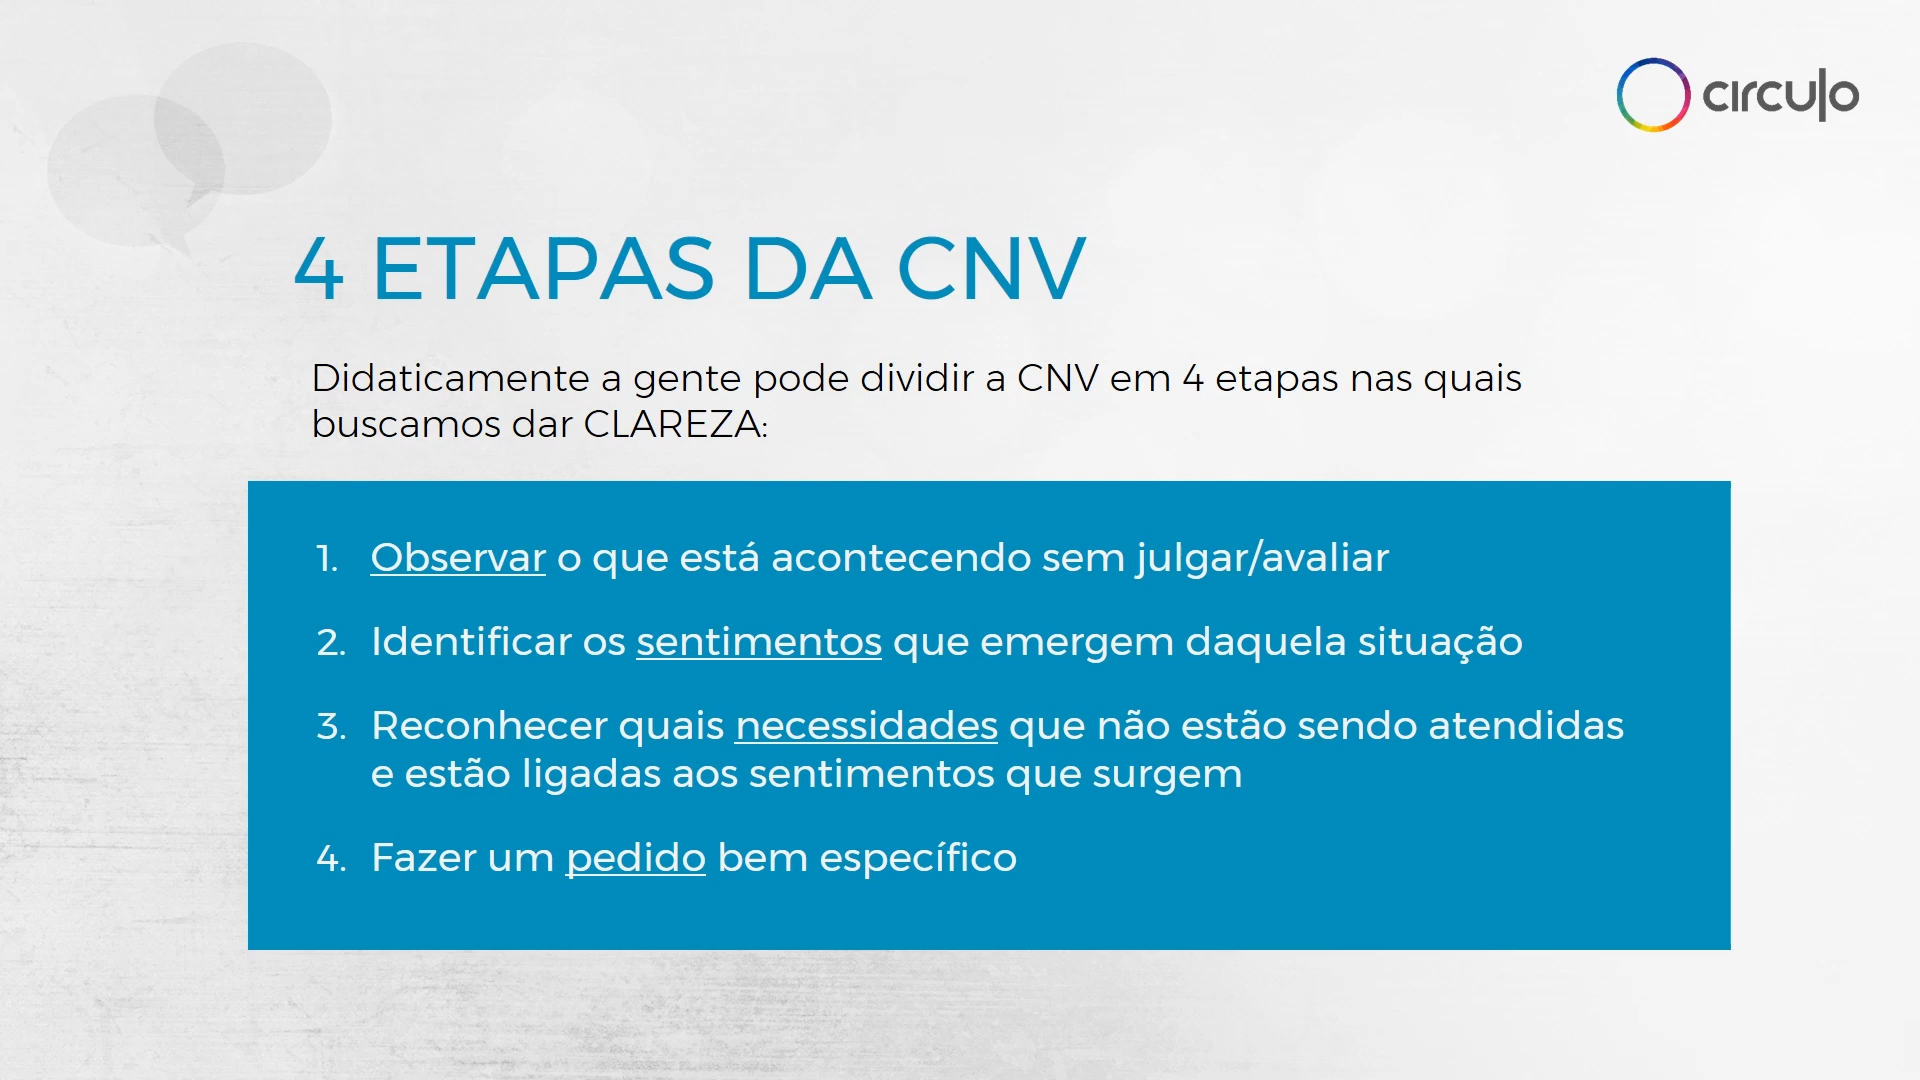 circulo
4 ETAPAS DA CNV
Didaticamente a gente pode dividir a CNV em 4 etapas nas quais
buscamos dar CLAREZA:
1. Observar o que está acontecendo sem julgar/avaliar
2. Identificar os sentimentos que emergem daquela situação
3. Reconhecer quais necessidades que não estão sendo atendidas
e estão ligadas aos sentimentos que surgem
4. Fazer um pedido bem específico